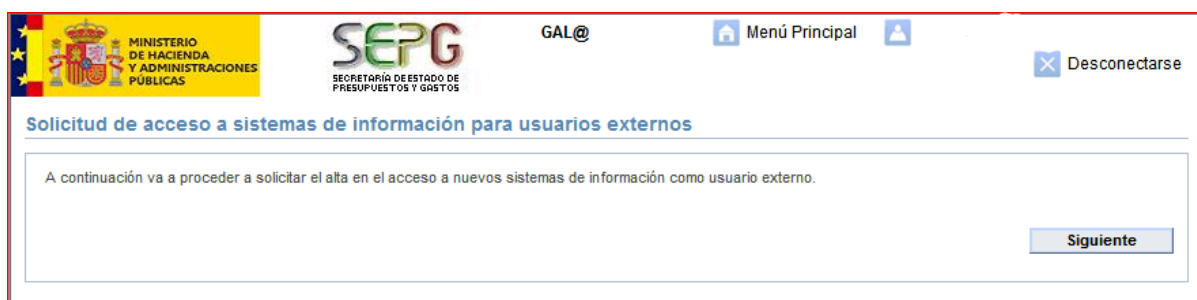 MINISTERIO
DE HACIENDA
Y ADMINISTRACIONES
PÚBLICAS
SEPG
SECRETARÍA DE ESTADO DE
PRESUPUESTOS Y GASTOS
GAL@
Menú Principal
Desconectarse
Solicitud de acceso a sistemas de información para usuarios externos
A continuación va a proceder a solicitar el alta en el acceso a nuevos sistemas de información como usuario externo.
Siguiente